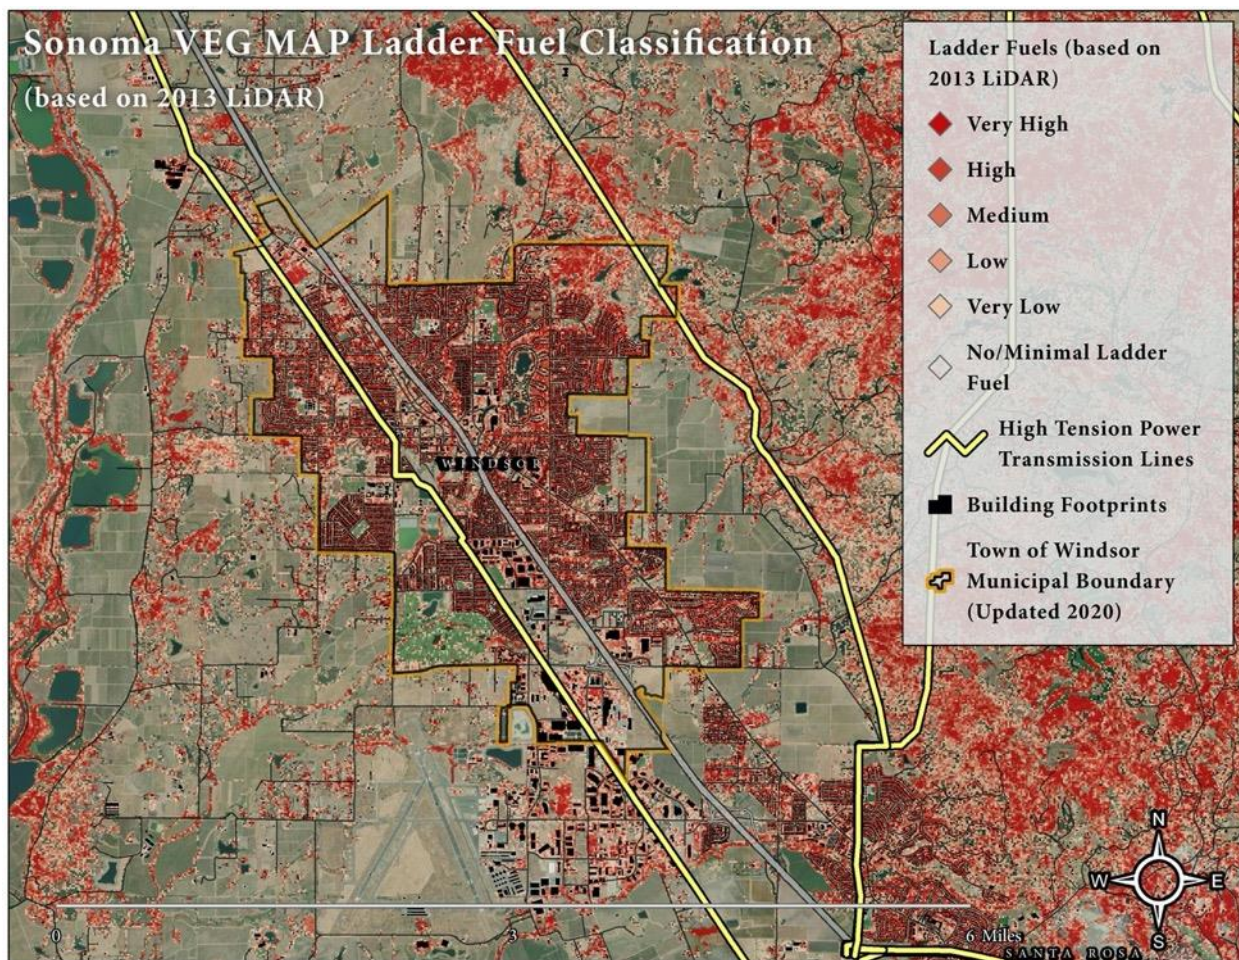 Sonoma VEG MAP Ladder Fuel Classification
(based on 2013 LiDAR)
Ladder Fuels (based on
2013 LiDAR)
Very High
High
Medium
Low
Very Low
No/Minimal Ladder
Fuel
High Tension Power
Transmission Lines
Building Footprints
Town of Windsor
Municipal Boundary
(Updated 2020)
WINDSOR
N
W E
S
0 3 6 Miles
SANTA ROSA